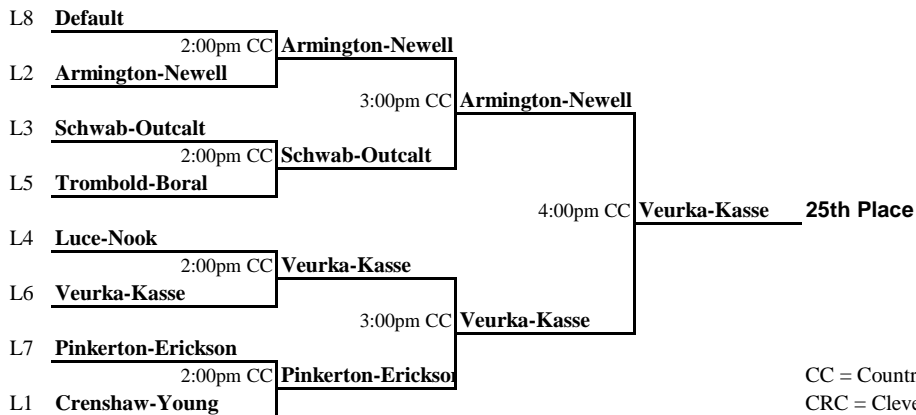 L8 Default
2:00pm CC Armington-Newell
L2 Armington-Newell
3:00pm CC Armington-Newell
L3 Schwab-Outcalt
2:00pm CC Schwab-Outcalt
L5 Trombold-Boral
4:00pm CC Veurka-Kasse 25th Place
L4 Luce-Nook
2:00pm CC Veurka-Kasse
L6 Veurka-Kasse
3:00pm CC Veurka-Kasse
L7 Pinkerton-Erickson
2:00pm CC Pinkerton-Erickson
L1 Crenshaw-Young
CC = Countr
CRC = Cleve